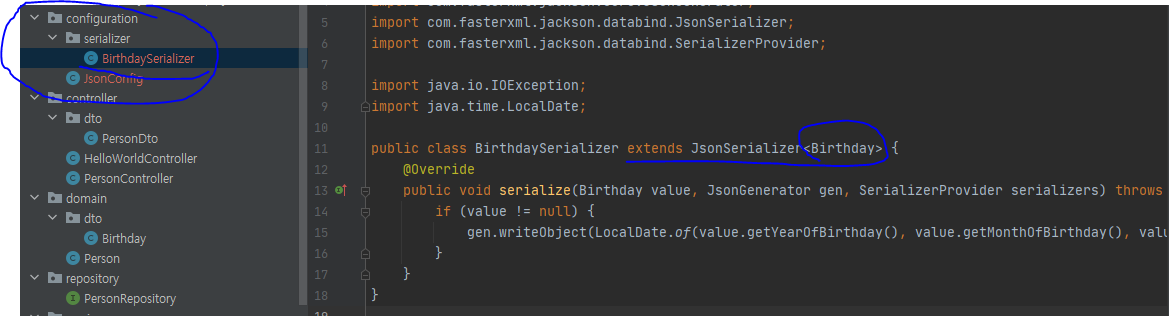 configuration
serializer
BirthdaySerializer
JsonConfig
controller
dto
PersonDto
HelloWorldController
PersonController
domain
dto
Birthday
Person
repository
PersonRepository
5 import com.fasterxml.jackson.databind.JsonSerializer;
6 import com.fasterxml.jackson.databind.SerializerProvider;
7
8 import java.io.IOException;
9 import java.time.LocalDate;
10
11 public class BirthdaySerializer extends JsonSerializer<Birthday> {
12 @Override
13 public void serialize(Birthday value, JsonGenerator gen, SerializerProvider serializers) throws
14 if (value != null) {
15 gen.writeObject(LocalDate.of(value.getYearOfBirthday(), value.getMonthOfBirthday(), valu
16 }
17 }
18 }